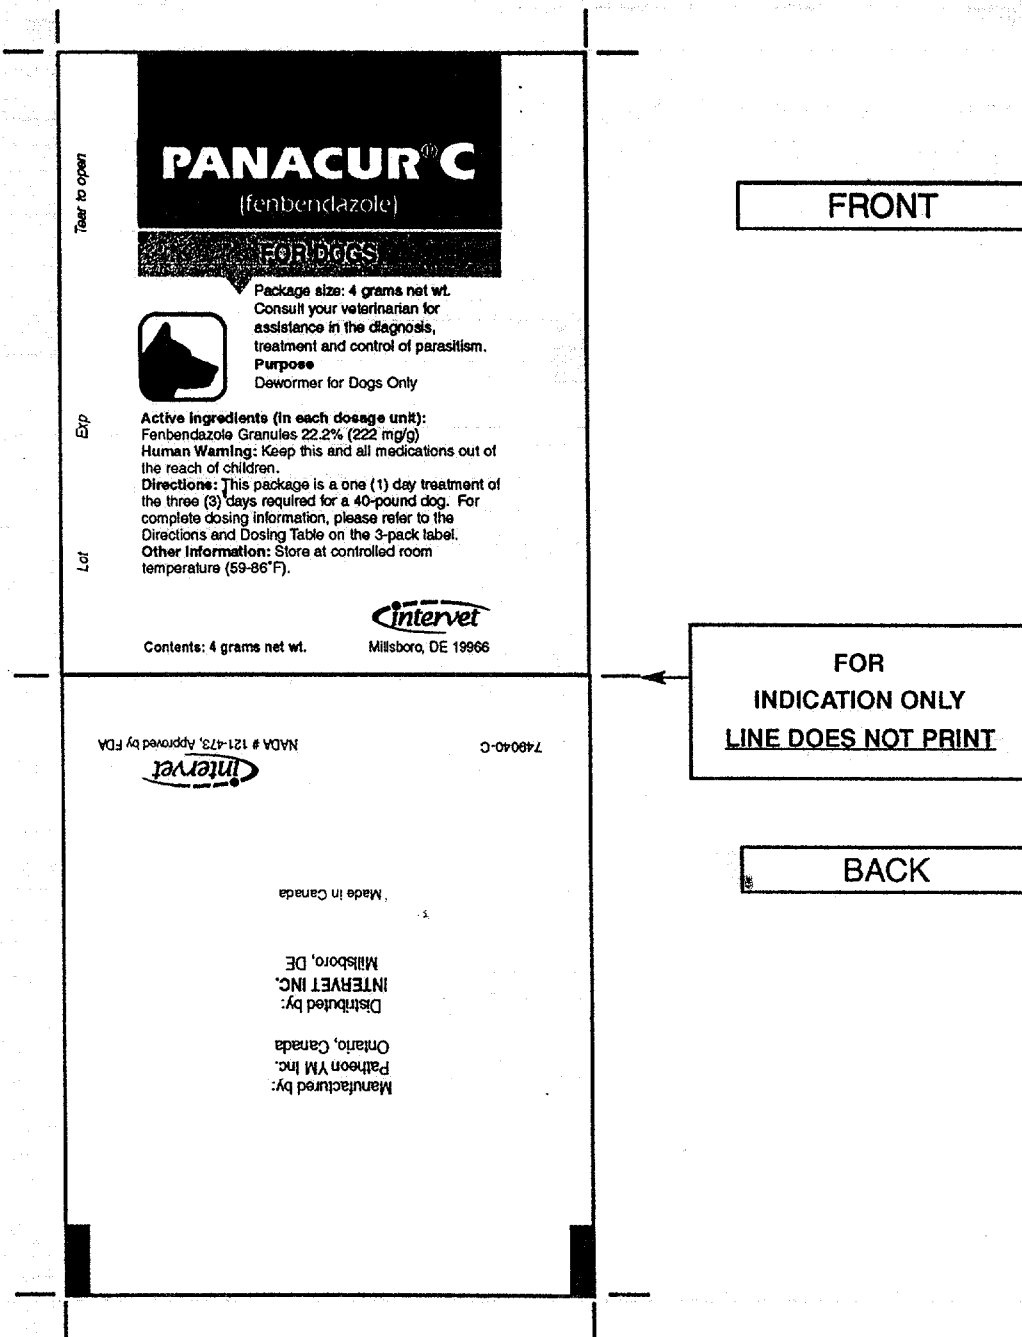 Tear to open
Exp
Lot
PANACUR® C
(fenbendazole)
FOR DOGS
Package size: 4 grams net wt.
Consult your veterinarian for
assistance in the diagnosis,
treatment and control of parasitism.
Purpose
Dewormer for Dogs Only
Active Ingredients (in each dosage unit):
Fenbendazole Granules 22.2% (222 mg/g)
Human Warning: Keep this and all medications out of
the reach of children.
Directions: This package is a one (1) day treatment of
the three (3) days required for a 40-pound dog. For
complete dosing information, please refer to the
Directions and Dosing Table on the 3-pack label.
Other Information: Store at controlled room
temperature (59-86°F).
intervet
Contents: 4 grams net wt.
Millsboro, DE 19966
FRONT
FOR
INDICATION ONLY
LINE DOES NOT PRINT
BACK
Manufactured by:
Patheon YM Inc.
Ontario, Canada
Distributed by:
INTERVET INC.
Millsboro, DE
Made in Canada
intervet
749040-C
NADA # 121-473, Approved by FDA